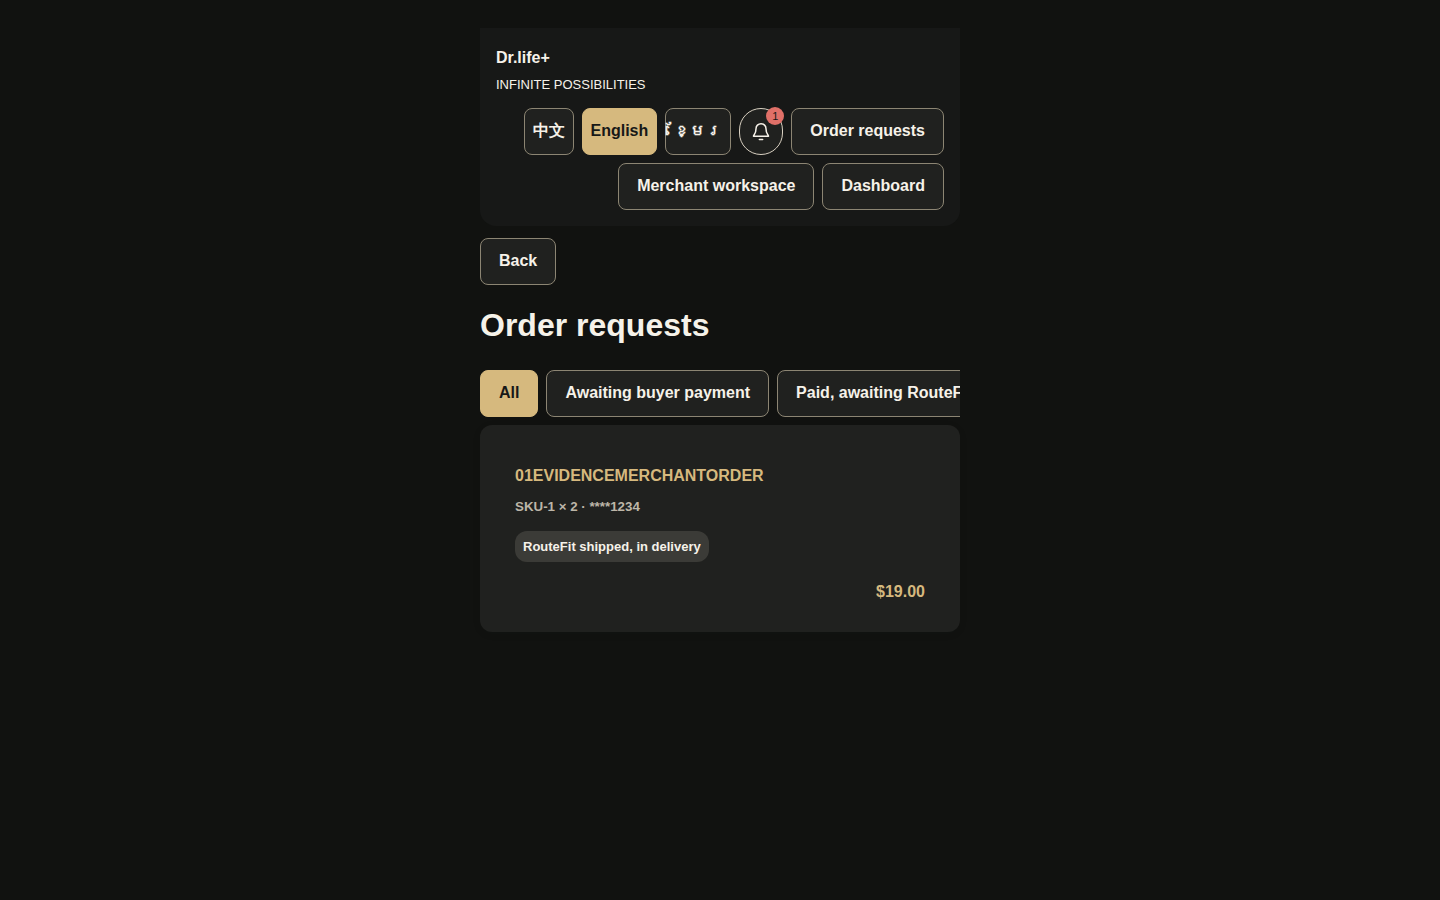 Dr.life+
INFINITE POSSIBILITIES
中文
English
ខ្មែរ
1
Order requests
Merchant workspace
Dashboard
Back
Order requests
All
Awaiting buyer payment
Paid, awaiting RouteF
01EVIDENCEMERCHANTORDER
SKU-1 × 2 · ****1234
RouteFit shipped, in delivery
$19.00